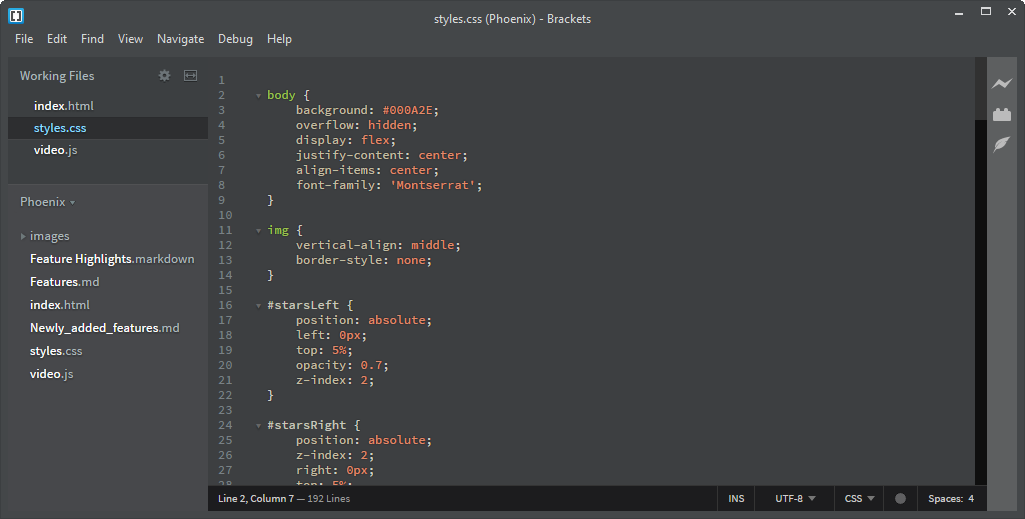 styles.css (Phoenix) - Brackets
File Edit Find View Navigate Debug Help
Working Files
index.html
styles.css
video.js
Phoenix
images
Feature Highlights.markdown
Features.md
index.html
Newly_added_features.md
styles.css
video.js
1
2 body {
3 background: #000A2E;
4 overflow: hidden;
5 display: flex;
6 justify-content: center;
7 align-items: center;
8 font-family: 'Montserrat';
9 }
10
11 img {
12 vertical-align: middle;
13 border-style: none;
14 }
15
16 #starsLeft {
17 position: absolute;
18 left: 0px;
19 top: 5%;
20 opacity: 0.7;
21 z-index: 2;
22 }
23
24 #starsRight {
25 position: absolute;
26 z-index: 2;
27 right: 0px;
28 top: 5%;
Line 2, Column 7 — 192 Lines INS UTF-8 CSS Spaces: 4